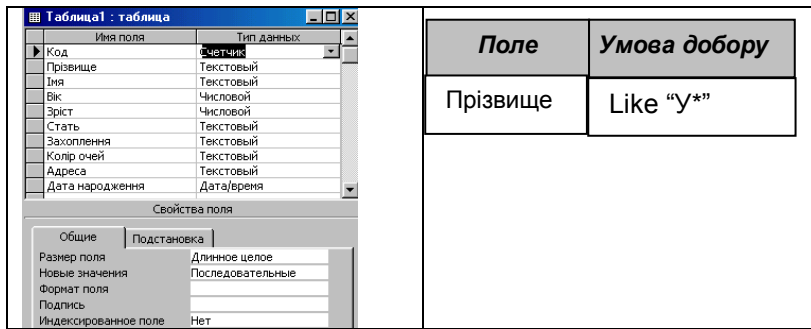 Таблица1 : таблица
Имя поля Тип данных
Код Счетчик
Прізвище Текстовый
Імя Текстовый
Вік Числовой
Зріст Числовой
Стать Текстовый
Захоплення Текстовый
Колір очей Текстовый
Адреса Текстовый
Дата народження Дата/время
Свойства поля
Общие Подстановка
Размер поля Длинное целое
Новые значения Последовательные
Формат поля
Подпись
Индексированное поле Нет
Поле Умова добору
Прізвище Like “У*”